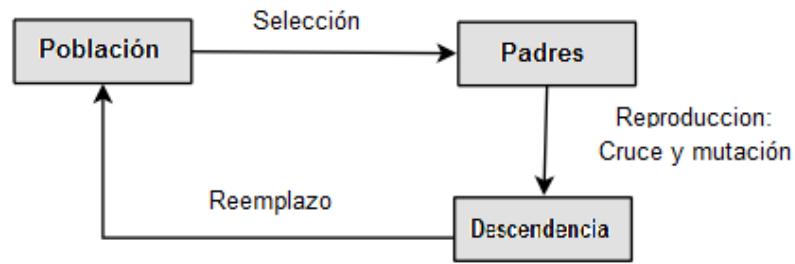 Selección
Población
Padres
Reproduccion:
Cruce y mutación
Reemplazo
Descendencia